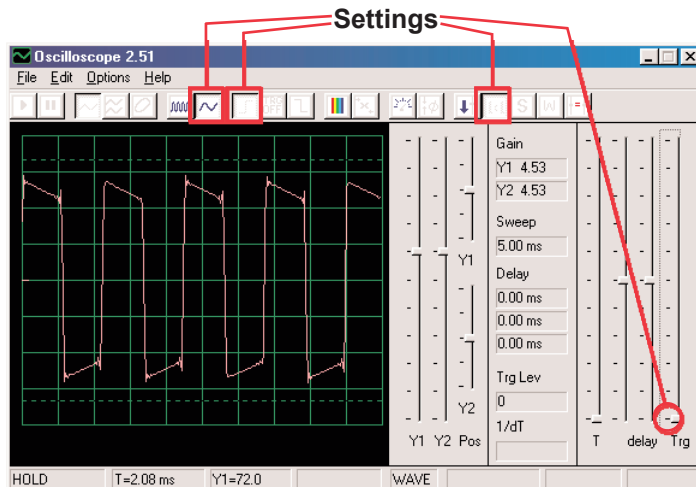 Settings
Oscilloscope 2.51
File Edit Options Help
TRG OFF
S W
Gain
Y1 4.53
Y2 4.53
Sweep
5.00 ms
Delay
0.00 ms
0.00 ms
0.00 ms
Trg Lev
0
1/dT
Y1
Y2
Y1 Y2 Pos
T delay Trg
HOLD T=2.08 ms Y1=72.0 WAVE